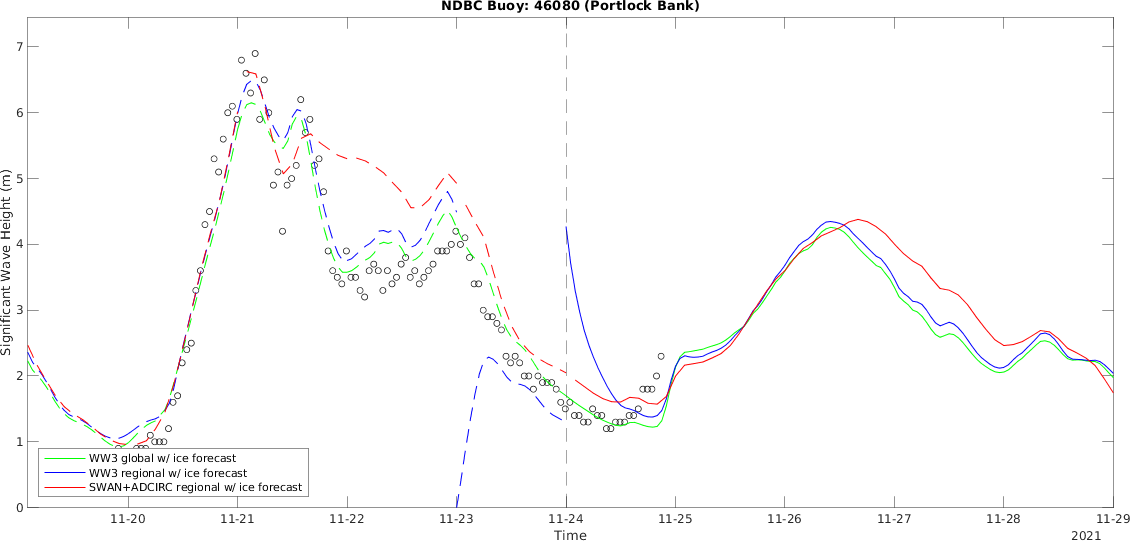 NDBC Buoy: 46080 (Portlock Bank)
Significant Wave Height (m)
7
6
5
4
3
2
1
0
WW3 global w/ ice forecast
WW3 regional w/ ice forecast
SWAN+ADCIRC regional w/ ice forecast
11-20 11-21 11-22 11-23 11-24 11-25 11-26 11-27 11-28 11-29
Time
2021